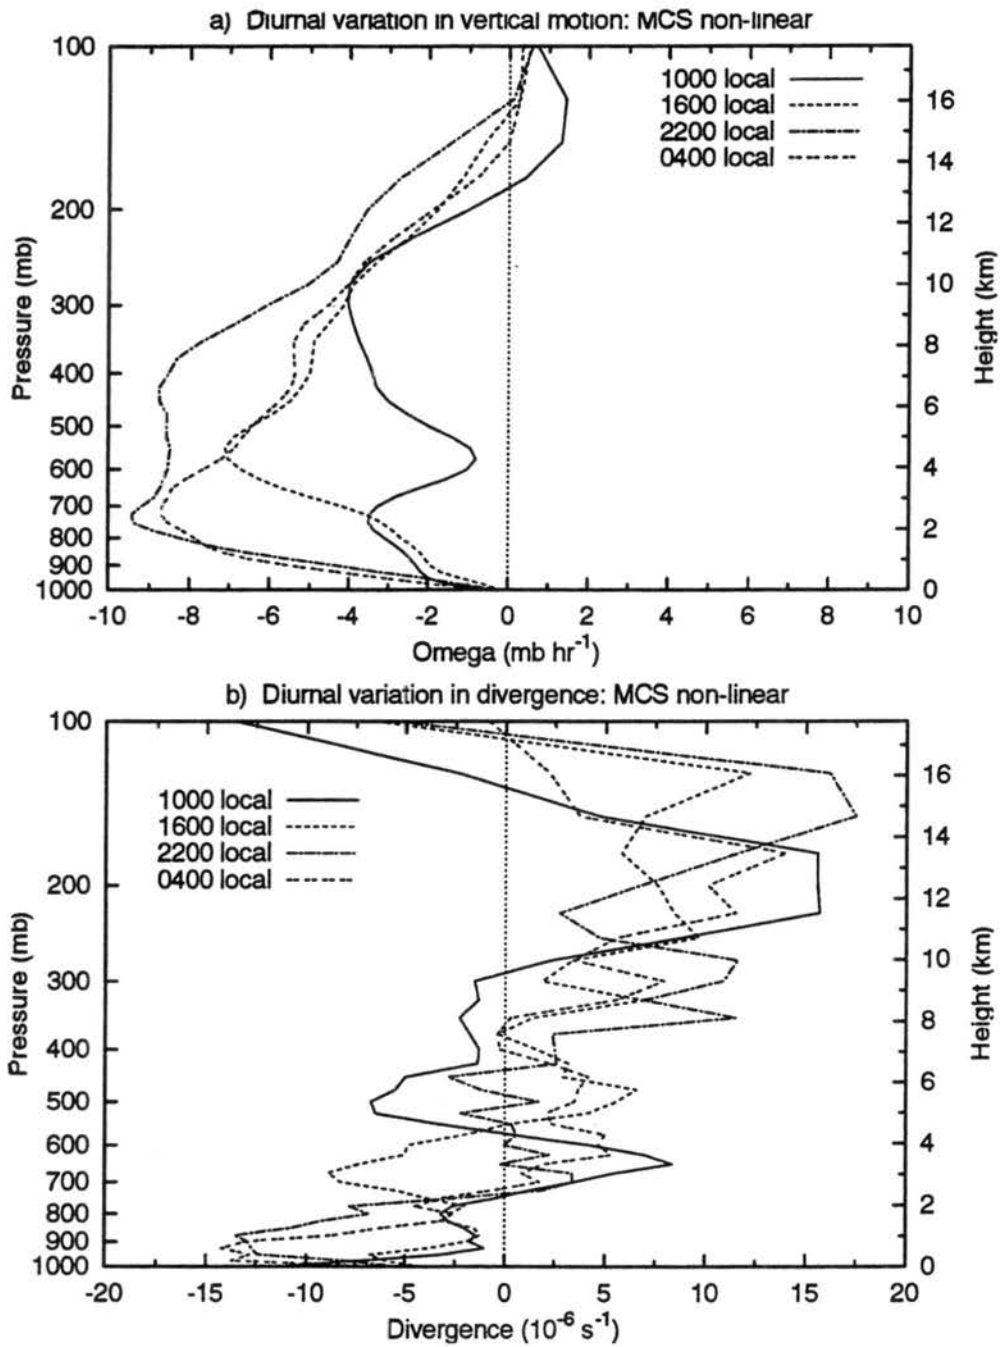 a) Diurnal variation in vertical motion: MCS non-linear
100
200
300
400
500
600
700
800
900
1000
Pressure (mb)
1000 local
1600 local
2200 local
0400 local
16
14
12
10
8
6
4
2
0
Height (km)
-10 -8 -6 -4 -2 0 2 4 6 8 10
Omega (mb hr⁻¹)
b) Diurnal variation in divergence: MCS non-linear
100
200
300
400
500
600
700
800
900
1000
Pressure (mb)
1000 local
1600 local
2200 local
0400 local
16
14
12
10
8
6
4
2
0
Height (km)
-20 -15 -10 -5 0 5 10 15 20
Divergence (10⁻⁶ s⁻¹)